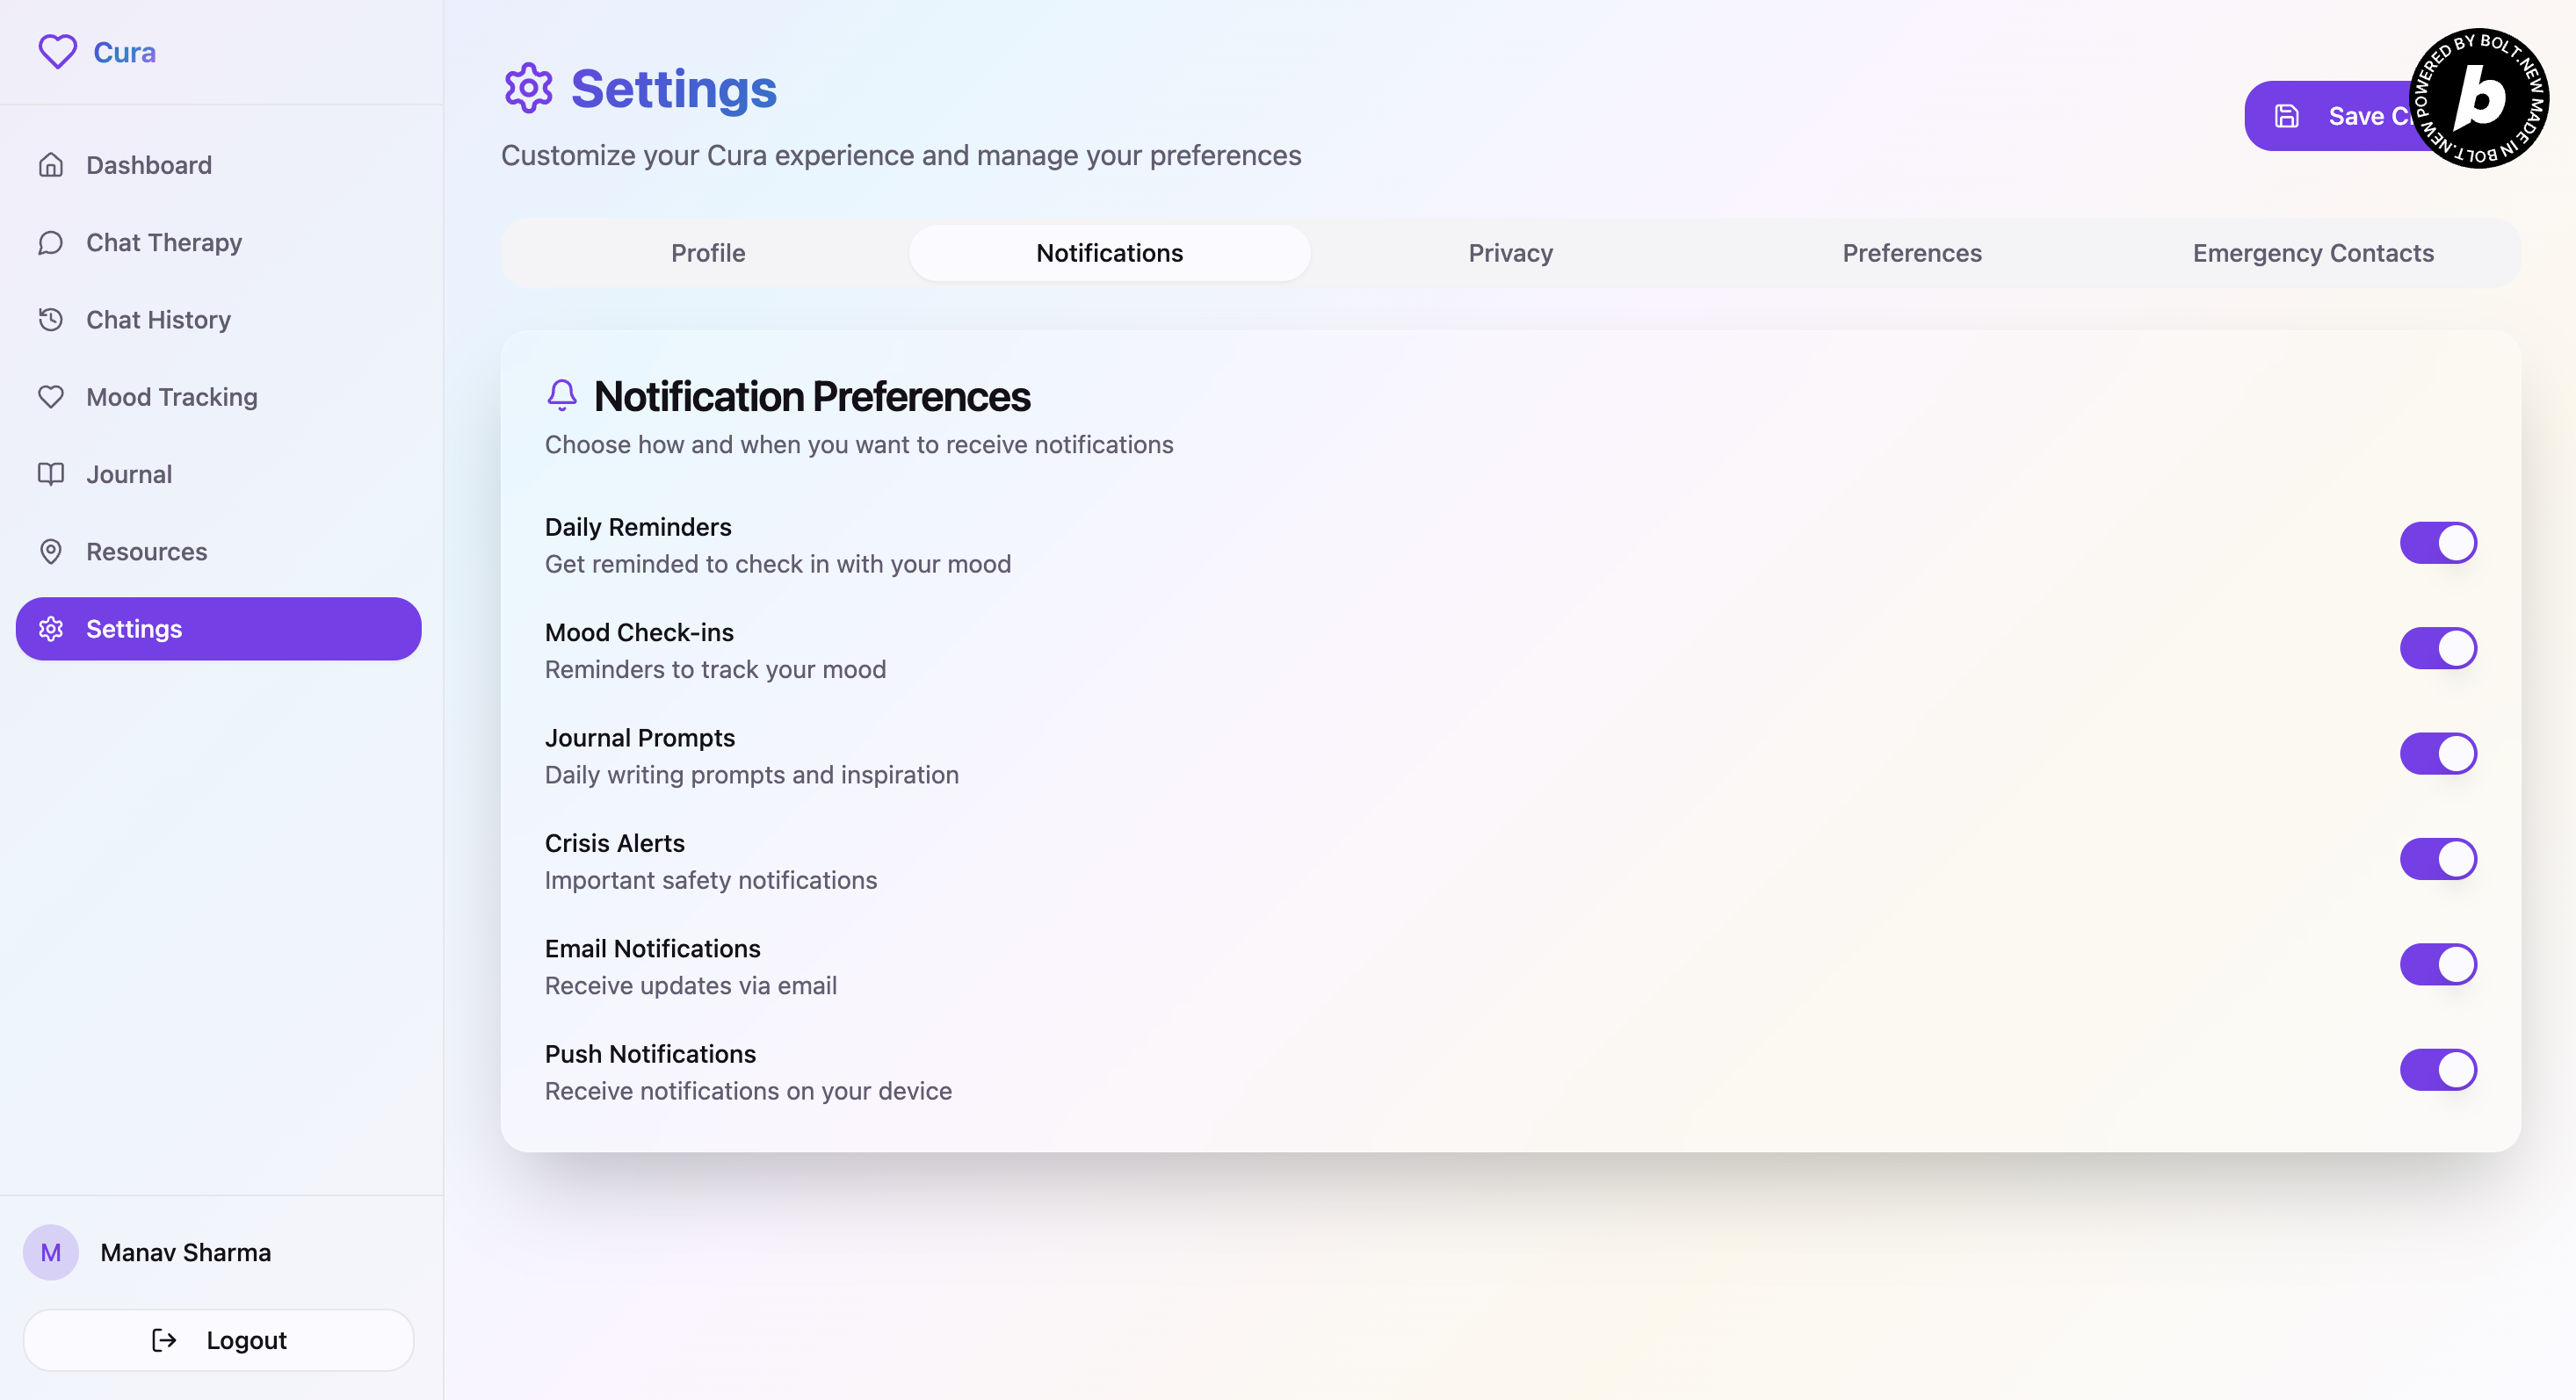 Cura
Dashboard
Chat Therapy
Chat History
Mood Tracking
Journal
Resources
Settings
Manav Sharma
M
Logout
Settings
Customize your Cura experience and manage your preferences
Save
POWERED BY BOLT.NEW MADE IN BOLT.NEW
b
Profile
Notifications
Privacy
Preferences
Emergency Contacts
Notification Preferences
Choose how and when you want to receive notifications
Daily Reminders
Get reminded to check in with your mood
Mood Check-ins
Reminders to track your mood
Journal Prompts
Daily writing prompts and inspiration
Crisis Alerts
Important safety notifications
Email Notifications
Receive updates via email
Push Notifications
Receive notifications on your device